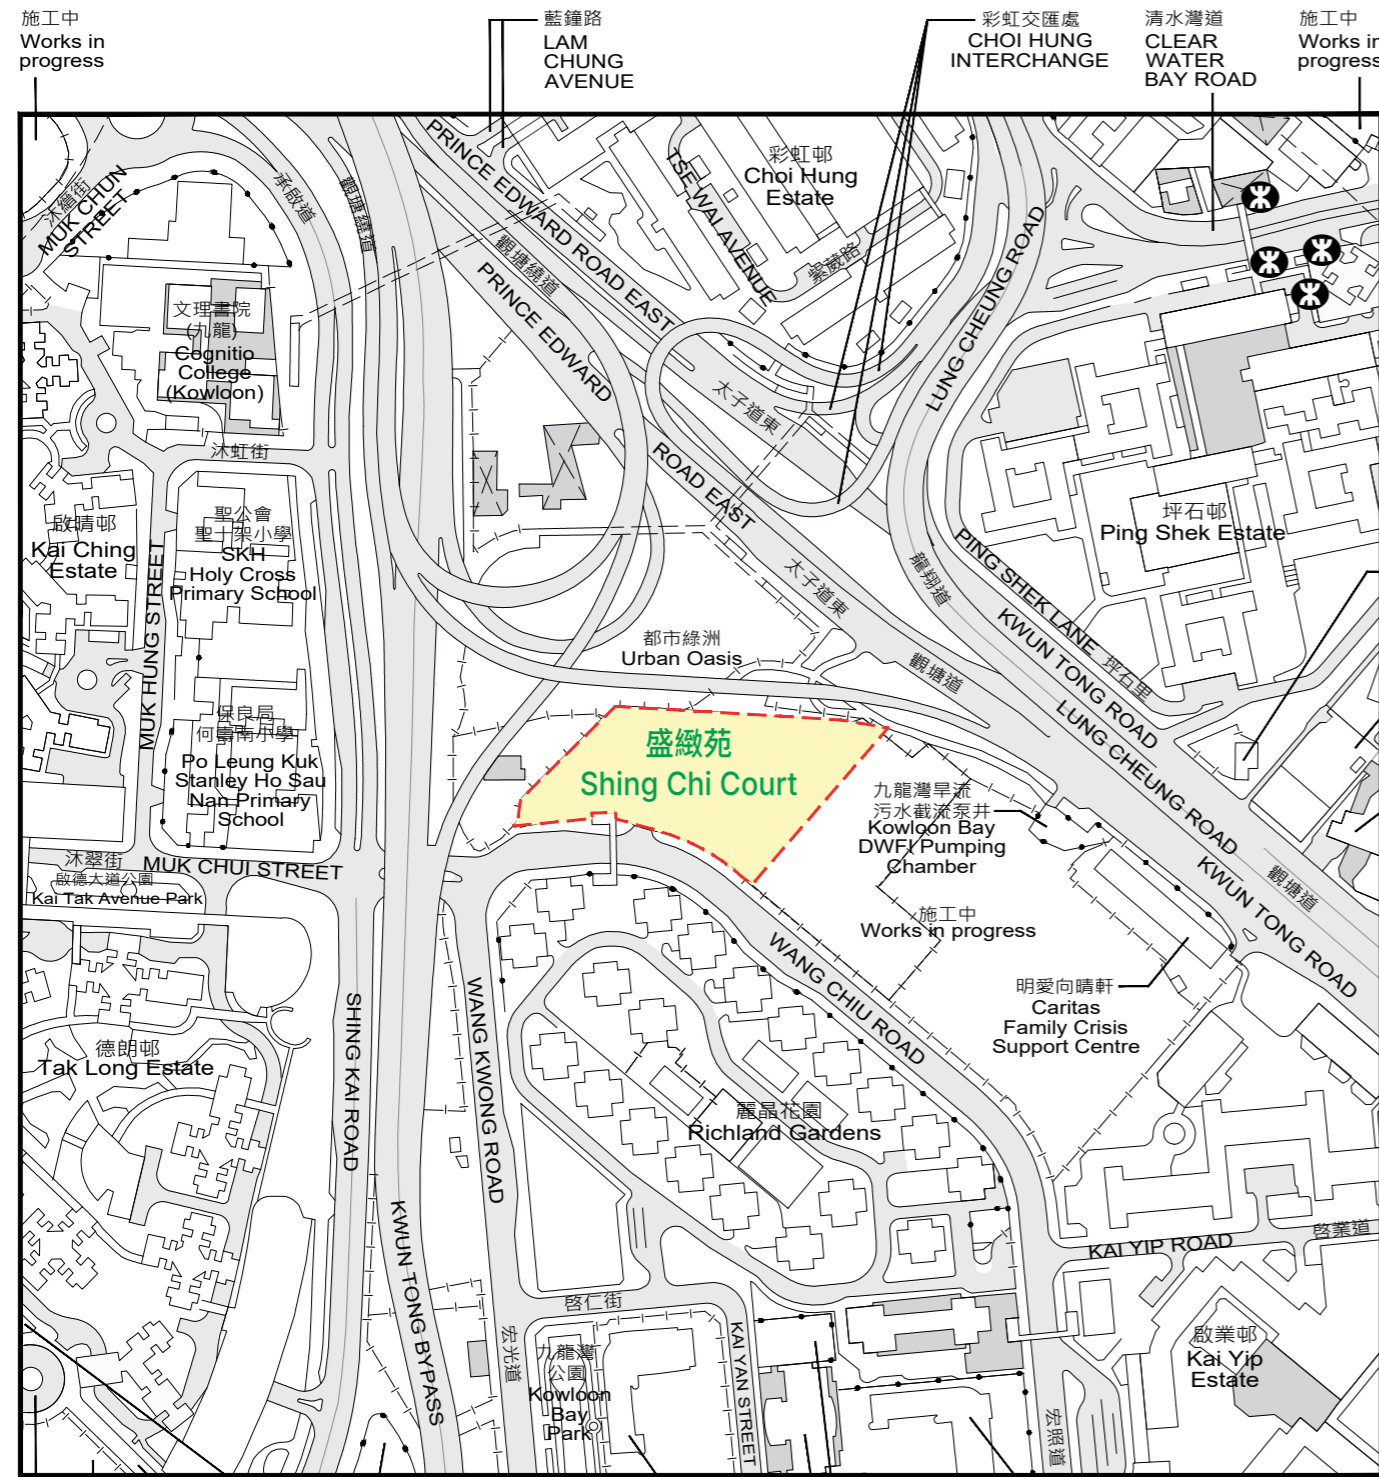 施工中
Works in
progress
藍鐘路
LAM
CHUNG
AVENUE
彩虹交匯處
CHOI HUNG
INTERCHANGE
清水灣道
CLEAR
WATER
BAY ROAD
施工中
Works in
progress
沐縉街
MUK CHUN
STREET
承啟道
觀塘繞道
PRINCE EDWARD ROAD EAST
觀塘繞道
TSE WAI AVENUE
紫葳路
彩虹邨
Choi Hung
Estate
LUNG CHEUNG ROAD
文理書院
(九龍)
Cognitio
College
(Kowloon)
PRINCE EDWARD
ROAD EAST
太子道東
沐虹街
啟晴邨
Kai Ching
Estate
聖公會
聖十架小學
SKH
Holy Cross
Primary School
MUK HUNG STREET
坪石邨
Ping Shek Estate
太子道東
龍翔道
PING SHEK LANE
坪石里
KWUN TONG ROAD
都市綠洲
Urban Oasis
觀塘道
LUNG CHEUNG ROAD
保良局
何壽南小學
Po Leung Kuk
Stanley Ho Sau
Nan Primary
School
盛緻苑
Shing Chi Court
九龍灣旱流
污水截流泵井
Kowloon Bay
DWFI Pumping
Chamber
觀塘道
KWUN TONG ROAD
沐翠街
MUK CHUI STREET
啟德大道公園
Kai Tak Avenue Park
施工中
Works in progress
WANG CHIU ROAD
明愛向晴軒
Caritas
Family Crisis
Support Centre
SHING KAI ROAD
WANG KWONG ROAD
德朗邨
Tak Long Estate
麗晶花園
Richland Gardens
KWUN TONG BYPASS
KAI YIP ROAD
啓業道
啓仁街
宏光道
九龍灣
公園
Kowloon
Bay
Park
KAI YAN STREET
啟業邨
Kai Yip
Estate
宏照道